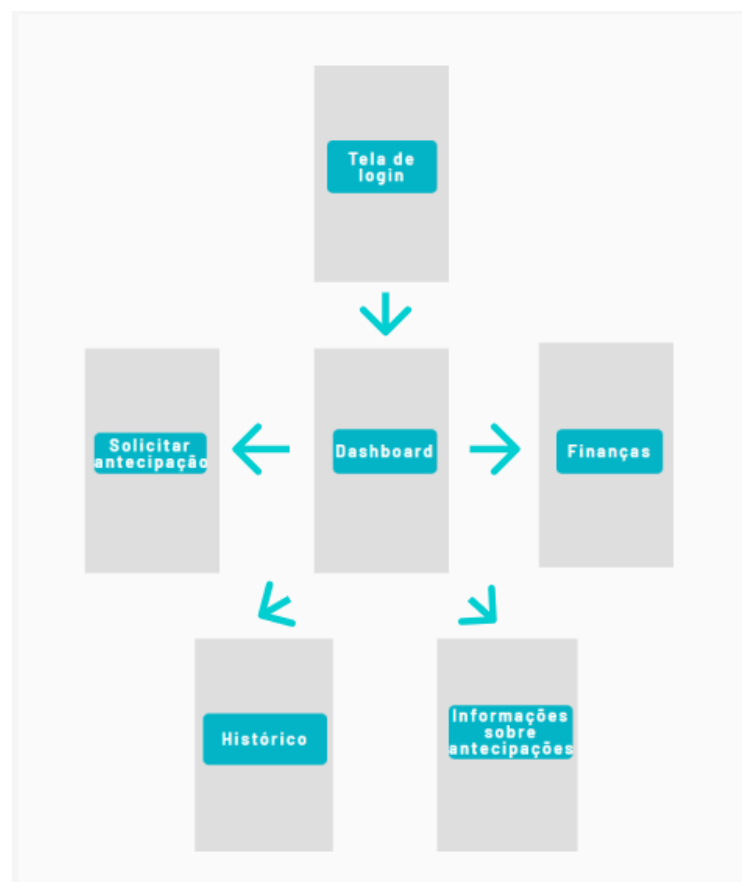 Tela de
login
Solicitar
antecipação
Dashboard
Finanças
Histórico
Informações
sobre
antecipações